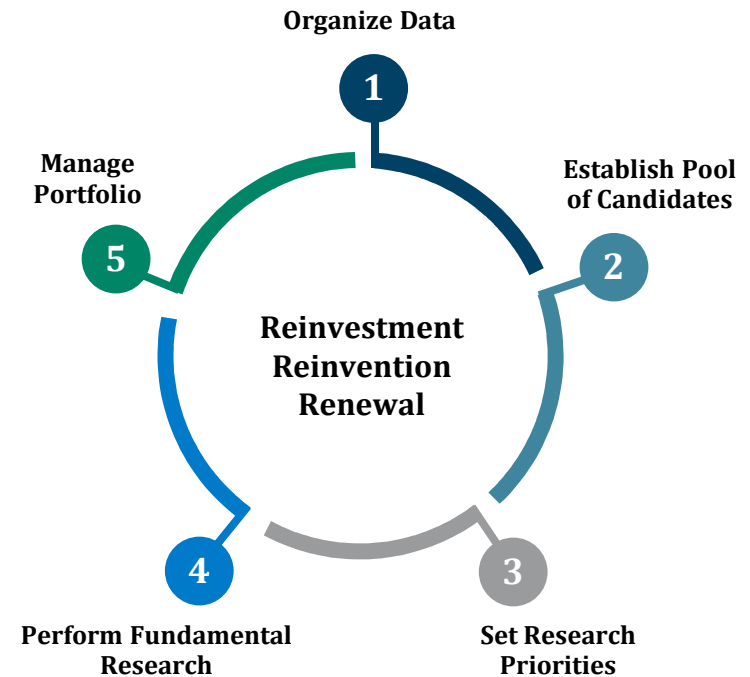 Organize Data
1
Establish Pool
of Candidates
2
Set Research
Priorities
3
Perform Fundamental
Research
4
Manage
Portfolio
5
Reinvestment
Reinvention
Renewal